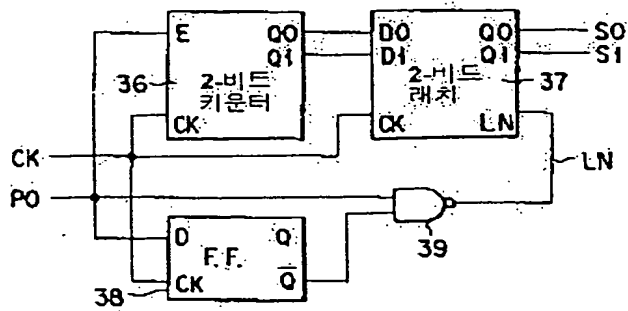 E Q0 D0 Q0 S0
Q1 D1 Q1 S1
36 2-비트 2-비드 37
키운터 래치
CK CK LN
CK LN
P0
39
D Q
F.F.
CK Q̅
38